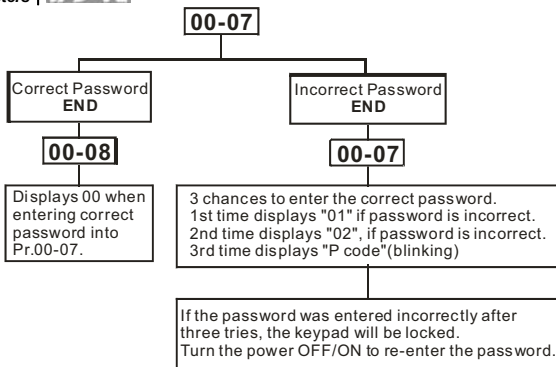 00-07
Correct Password
END
00-08
Displays 00 when
entering correct
password into
Pr.00-07.
Incorrect Password
END
00-07
3 chances to enter the correct password.
1st time displays "01" if password is incorrect.
2nd time displays "02", if password is incorrect.
3rd time displays "P code"(blinking)
If the password was entered incorrectly after
three tries, the keypad will be locked.
Turn the power OFF/ON to re-enter the password.